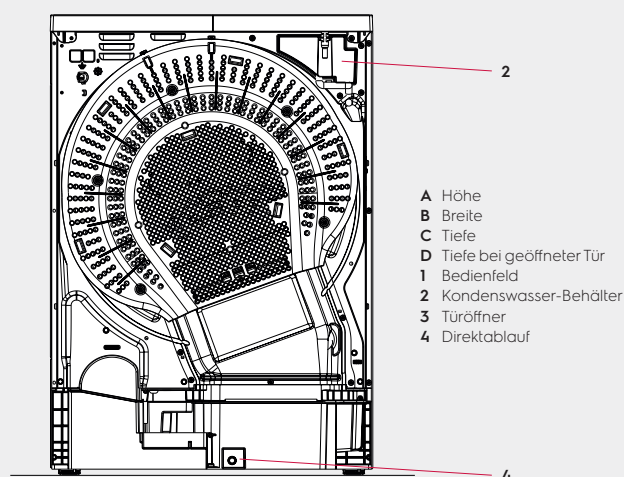 2
A Höhe
B Breite
C Tiefe
D Tiefe bei geöffneter Tür
1 Bedienfeld
2 Kondenswasser-Behälter
3 Türöffner
4 Direktablauf
4